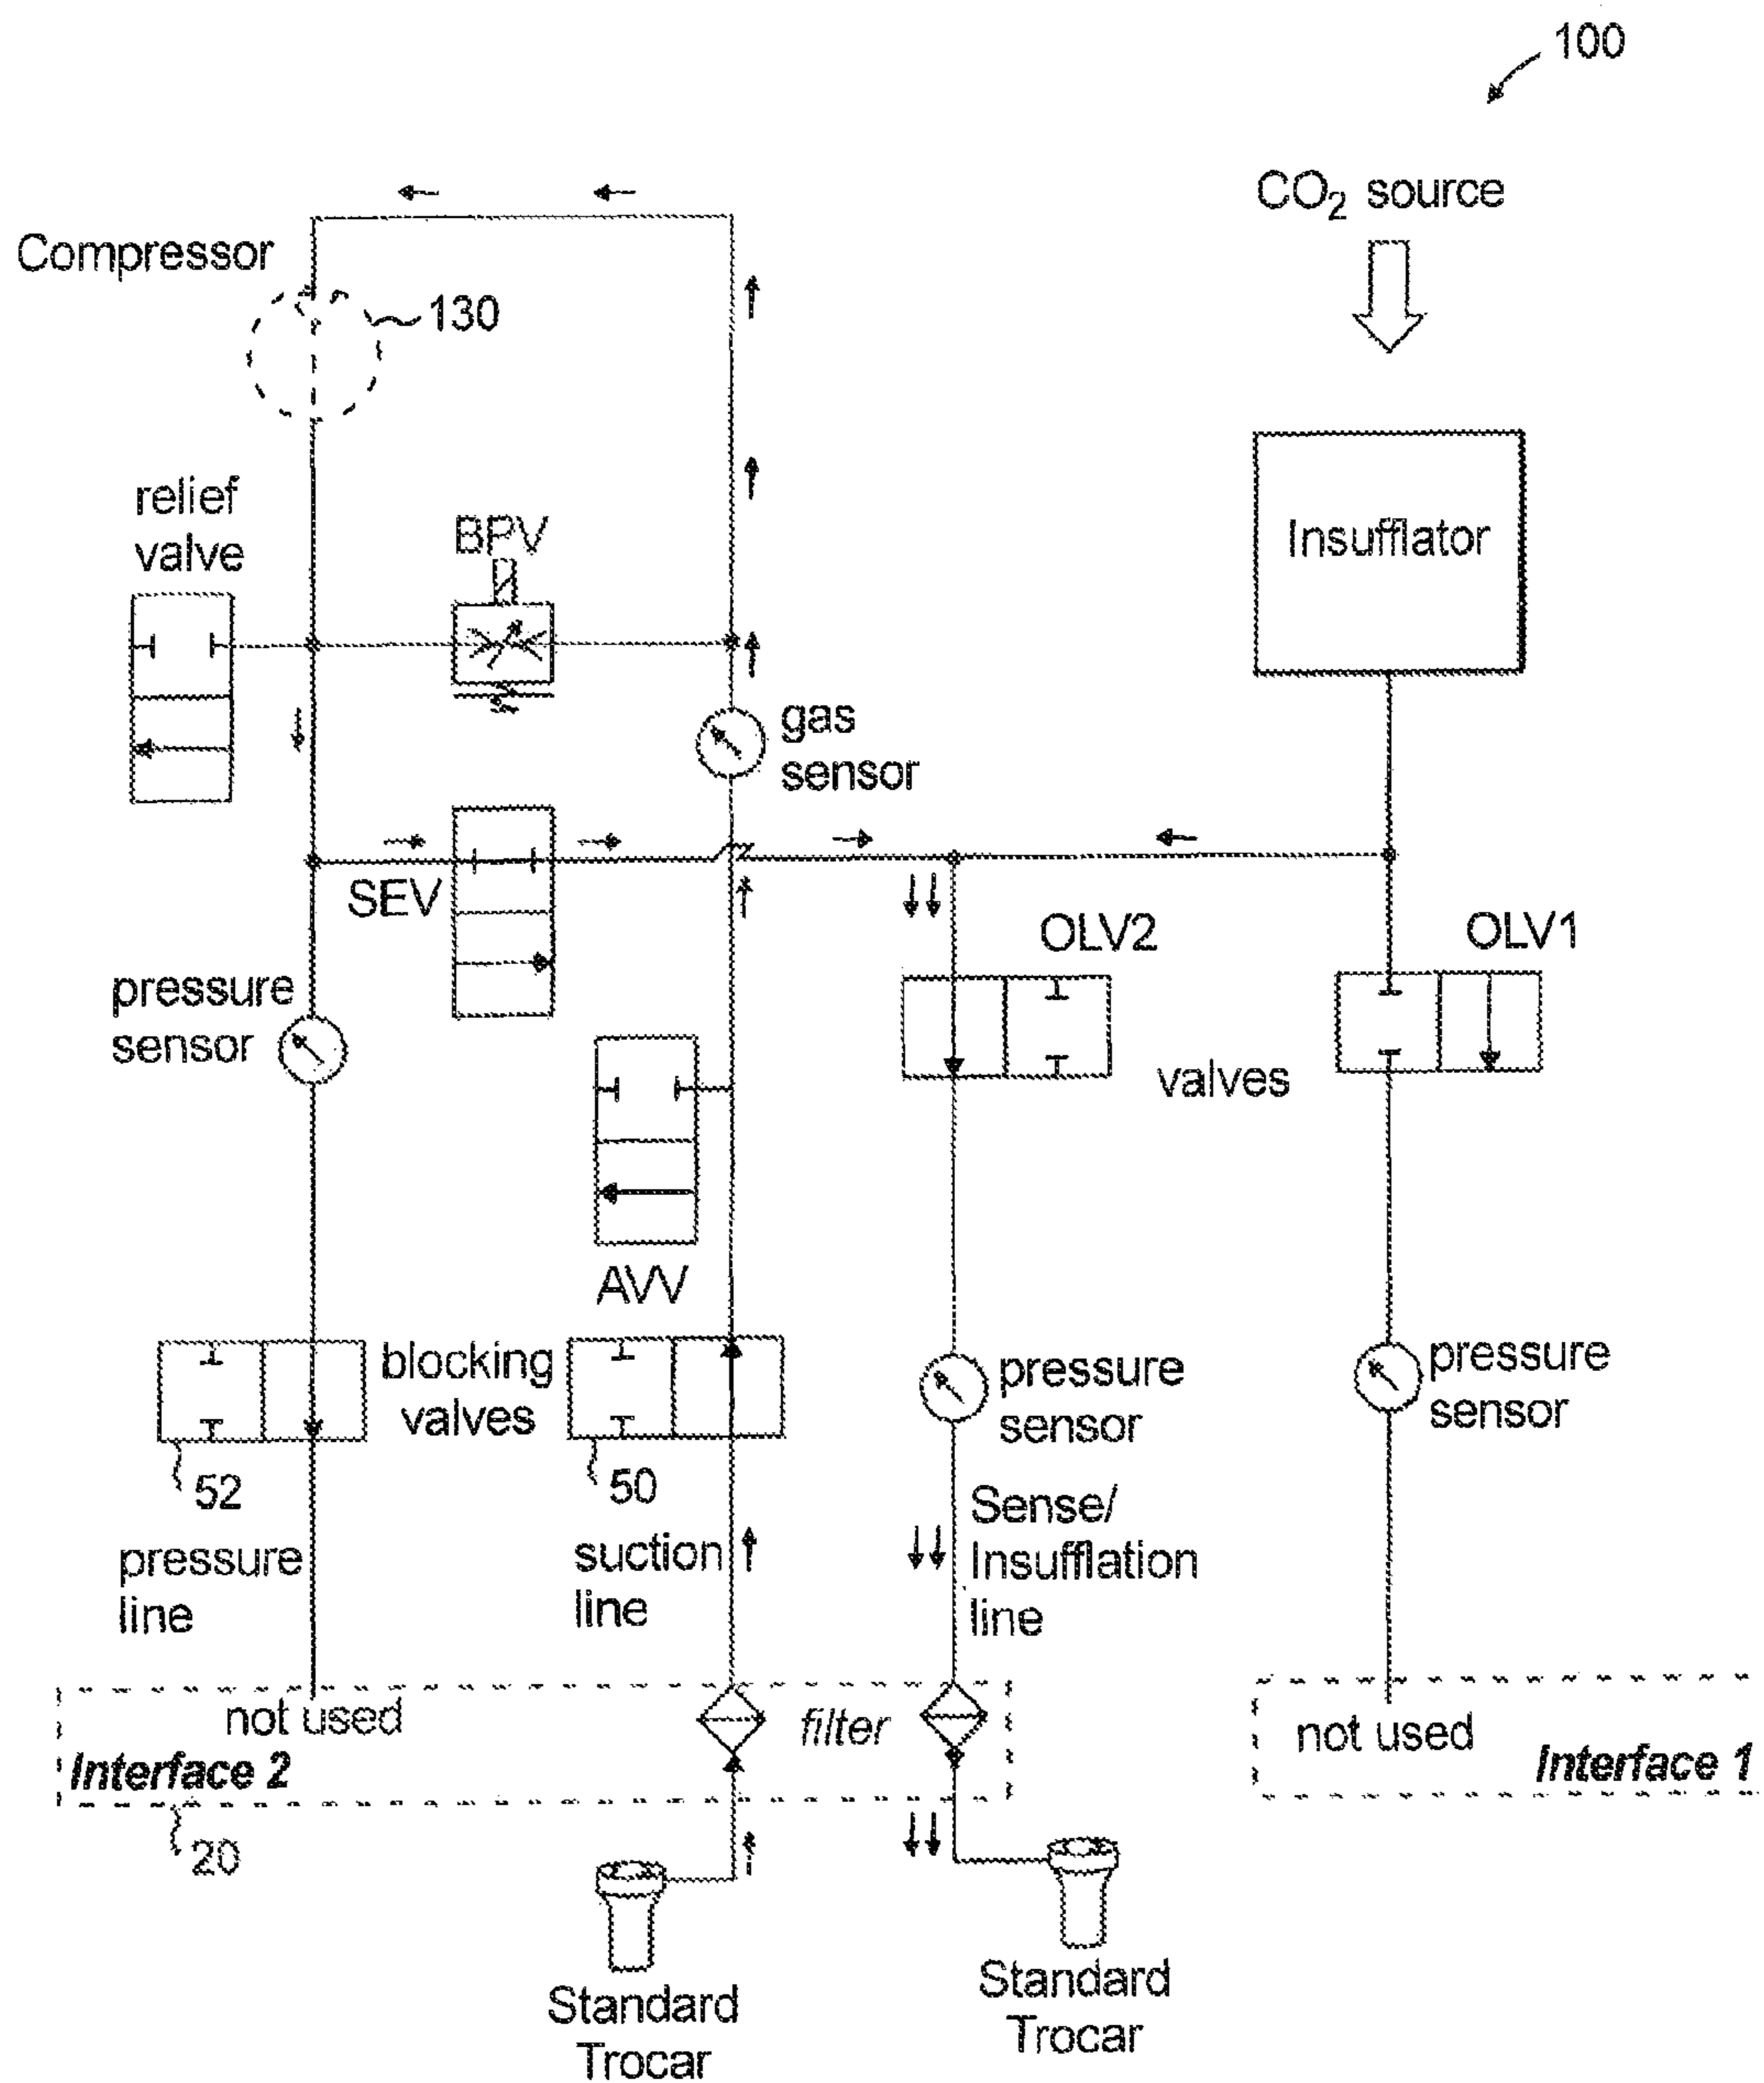 100
CO2 source
Compressor
130
relief
valve
BPV
Insufflator
gas
sensor
SEV
OLV2
OLV1
pressure
sensor
valves
AVV
blocking
valves
52
50
pressure
sensor
pressure
sensor
pressure
line
suction
line
Sense/
Insufflation
line
not used
filter
Interface 2
not used
Interface 1
20
Standard
Trocar
Standard
Trocar